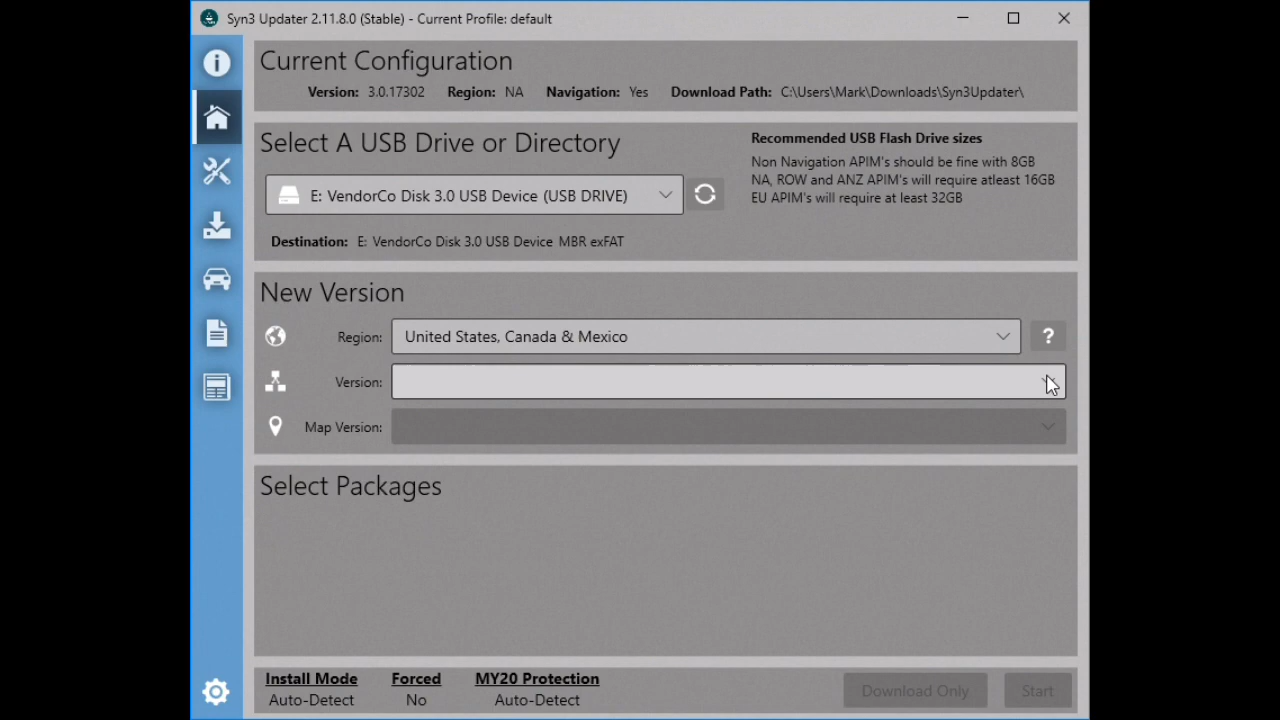 Syn3 Updater 2.11.8.0 (Stable) - Current Profile: default
Current Configuration
Version: 3.0.17302 Region: NA Navigation: Yes Download Path: C:\Users\Mark\Downloads\Syn3Updater\
Select A USB Drive or Directory
E: VendorCo Disk 3.0 USB Device (USB DRIVE)
Destination: E: VendorCo Disk 3.0 USB Device MBR exFAT
Recommended USB Flash Drive sizes
Non Navigation APIM's should be fine with 8GB
NA, ROW and ANZ APIM's will require atleast 16GB
EU APIM's will require at least 32GB
New Version
Region: United States, Canada & Mexico ?
Version:
Map Version:
Select Packages
Install Mode Forced MY20 Protection
Auto-Detect No Auto-Detect
Download Only Start